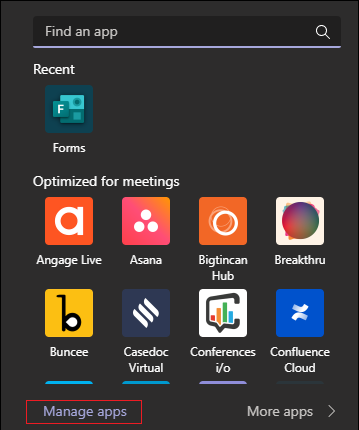 Find an app
Recent
F
Forms
Optimized for meetings
a
Angage Live
Asana
Bigtincan
Hub
Breakthru
b
Buncee
Casedoc
Virtual
Conferences
i/o
Confluence
Cloud
Manage apps
More apps